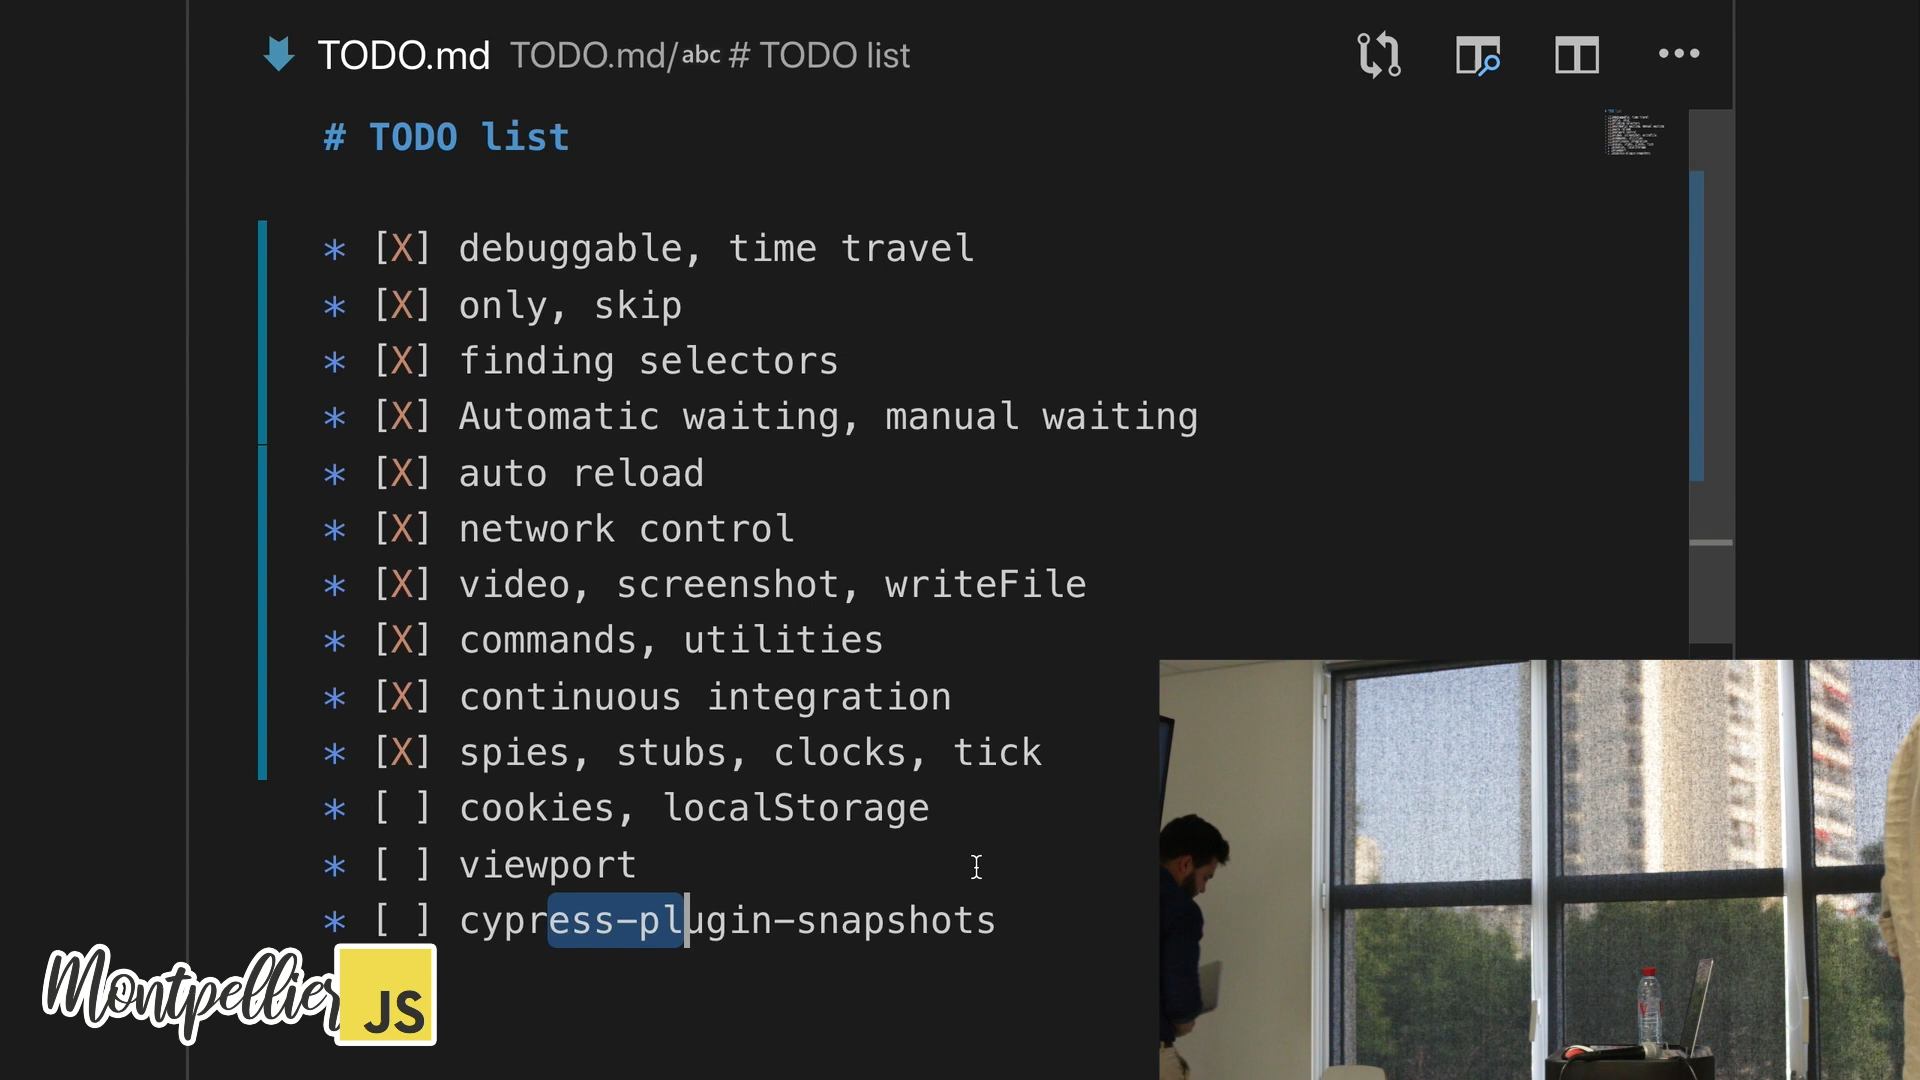 TODO.md TODO.md/abc # TODO list
# TODO list
* [X] debuggable, time travel
* [X] only, skip
* [X] finding selectors
* [X] Automatic waiting, manual waiting
* [X] auto reload
* [X] network control
* [X] video, screenshot, writeFile
* [X] commands, utilities
* [X] continuous integration
* [X] spies, stubs, clocks, tick
* [ ] cookies, localStorage
* [ ] viewport
* [ ] cypress-plugin-snapshots
Montpellier JS